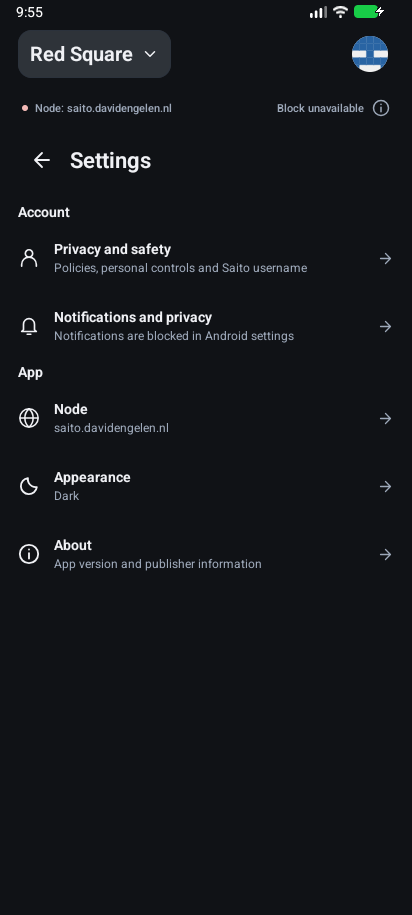 9:55
Red Square
Node: saito.davidengelen.nl
Block unavailable
Settings
Account
Privacy and safety
Policies, personal controls and Saito username
Notifications and privacy
Notifications are blocked in Android settings
App
Node
saito.davidengelen.nl
Appearance
Dark
About
App version and publisher information